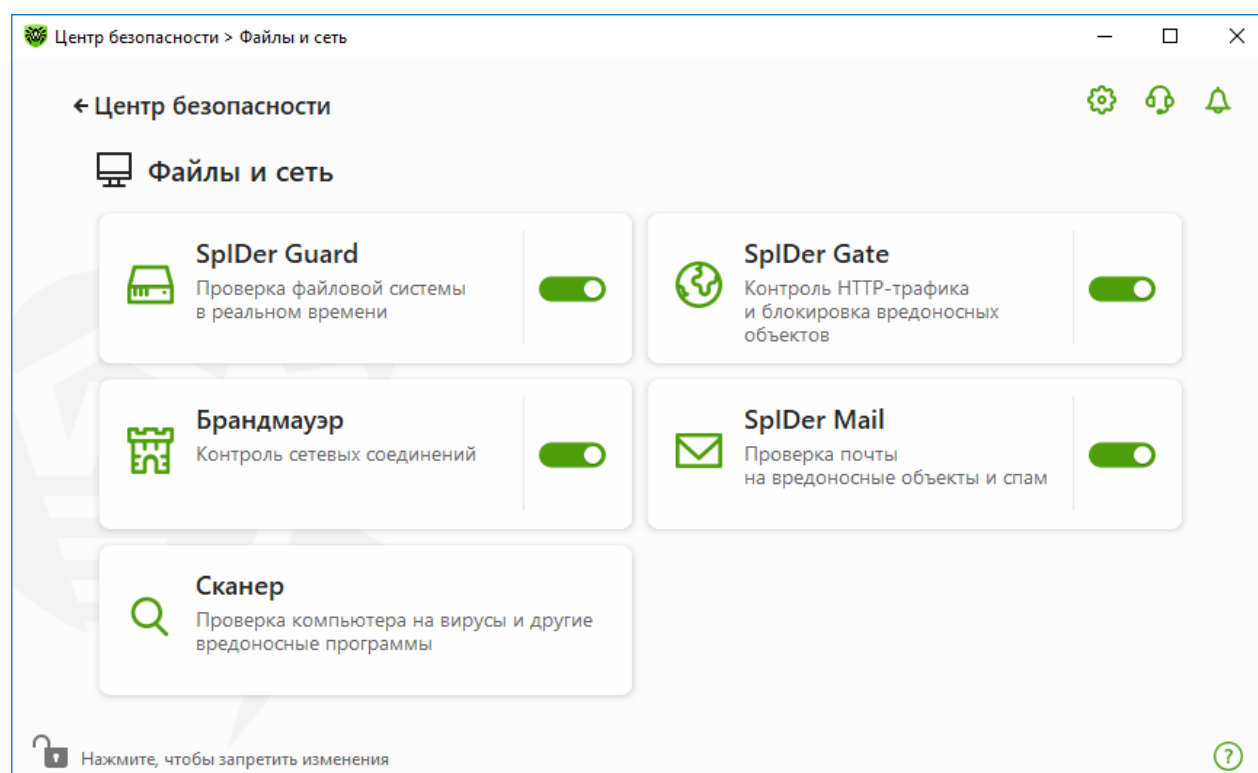 Центр безопасности > Файлы и сеть
Центр безопасности
Файлы и сеть
SpIDer Guard
Проверка файловой системы
в реальном времени
SpIDer Gate
Контроль HTTP-трафика
и блокировка вредоносных
объектов
Брандмауэр
Контроль сетевых соединений
SpIDer Mail
Проверка почты
на вредоносные объекты и спам
Сканер
Проверка компьютера на вирусы и другие
вредоносные программы
Нажмите, чтобы запретить изменения
?